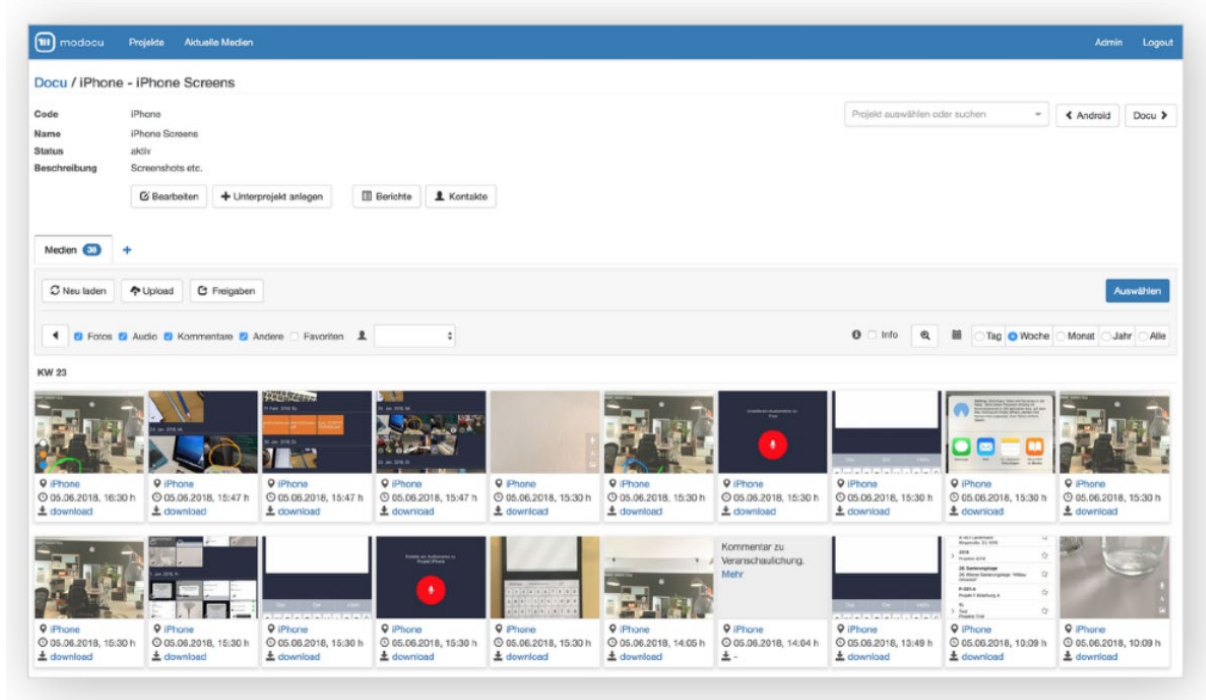 modocu Projekte Aktuelle Medien Admin Logout
Docu / iPhone - iPhone Screens
Code iPhone Projekt auswählen oder suchen Android Docu
Name iPhone Screens
Status aktiv
Beschreibung Screenshots etc.
Bearbeiten Unterprojekt anlegen Berichte Kontakte
Medien 38 +
Neu laden Upload Freigaben Auswählen
Fotos Audio Kommentare Andere Favoriten Info Tag Woche Monat Jahr Alle
KW 23
iPhone iPhone iPhone iPhone iPhone iPhone iPhone iPhone iPhone iPhone
05.06.2018, 16:30 h 05.06.2018, 15:47 h 05.06.2018, 15:47 h 05.06.2018, 15:47 h 05.06.2018, 15:30 h 05.06.2018, 15:30 h 05.06.2018, 15:30 h 05.06.2018, 15:30 h 05.06.2018, 15:30 h 05.06.2018, 15:30 h
download download download download download download download download download download
Kommentar zu
Veranschaulichung.
Mehr
iPhone iPhone iPhone iPhone iPhone iPhone iPhone iPhone iPhone iPhone
05.06.2018, 15:30 h 05.06.2018, 15:30 h 05.06.2018, 15:30 h 05.06.2018, 15:30 h 05.06.2018, 15:30 h 05.06.2018, 14:05 h 05.06.2018, 14:04 h 05.06.2018, 13:49 h 05.06.2018, 10:09 h 05.06.2018, 10:09 h
download download download download download download - download download download